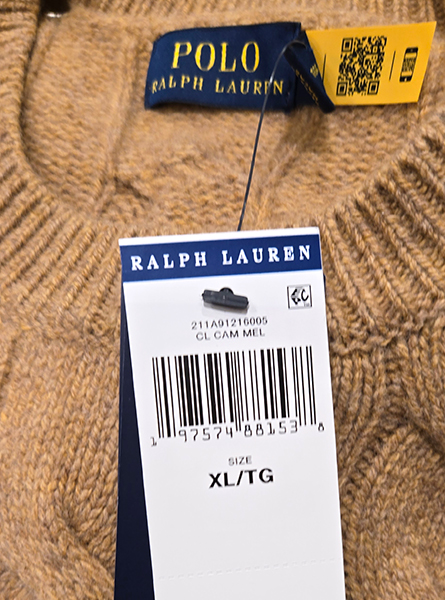 POLO
RALPH LAUREN
RALPH LAUREN
211A91216005
CL CAM MEL
1 97574 88153 8
SIZE
XL/TG